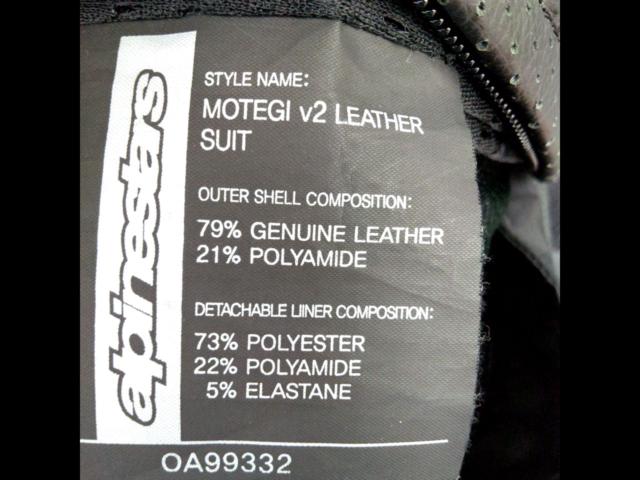 alpinestars
STYLE NAME:
MOTEGI v2 LEATHER
SUIT
OUTER SHELL COMPOSITION:
79% GENUINE LEATHER
21% POLYAMIDE
DETACHABLE LIINER COMPOSITION:
73% POLYESTER
22% POLYAMIDE
5% ELASTANE
OA99332